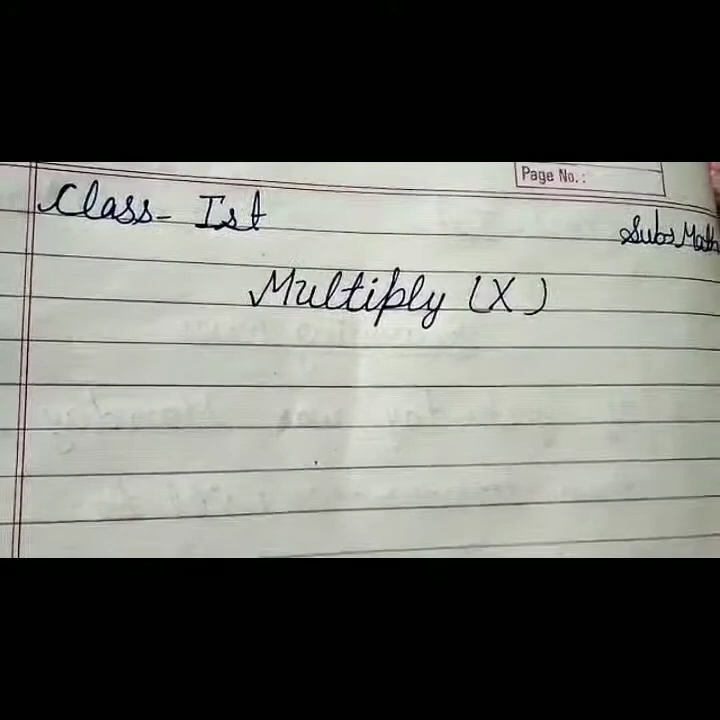 Page No.:
Class- Ist
Sub: Math
Multiply (X)